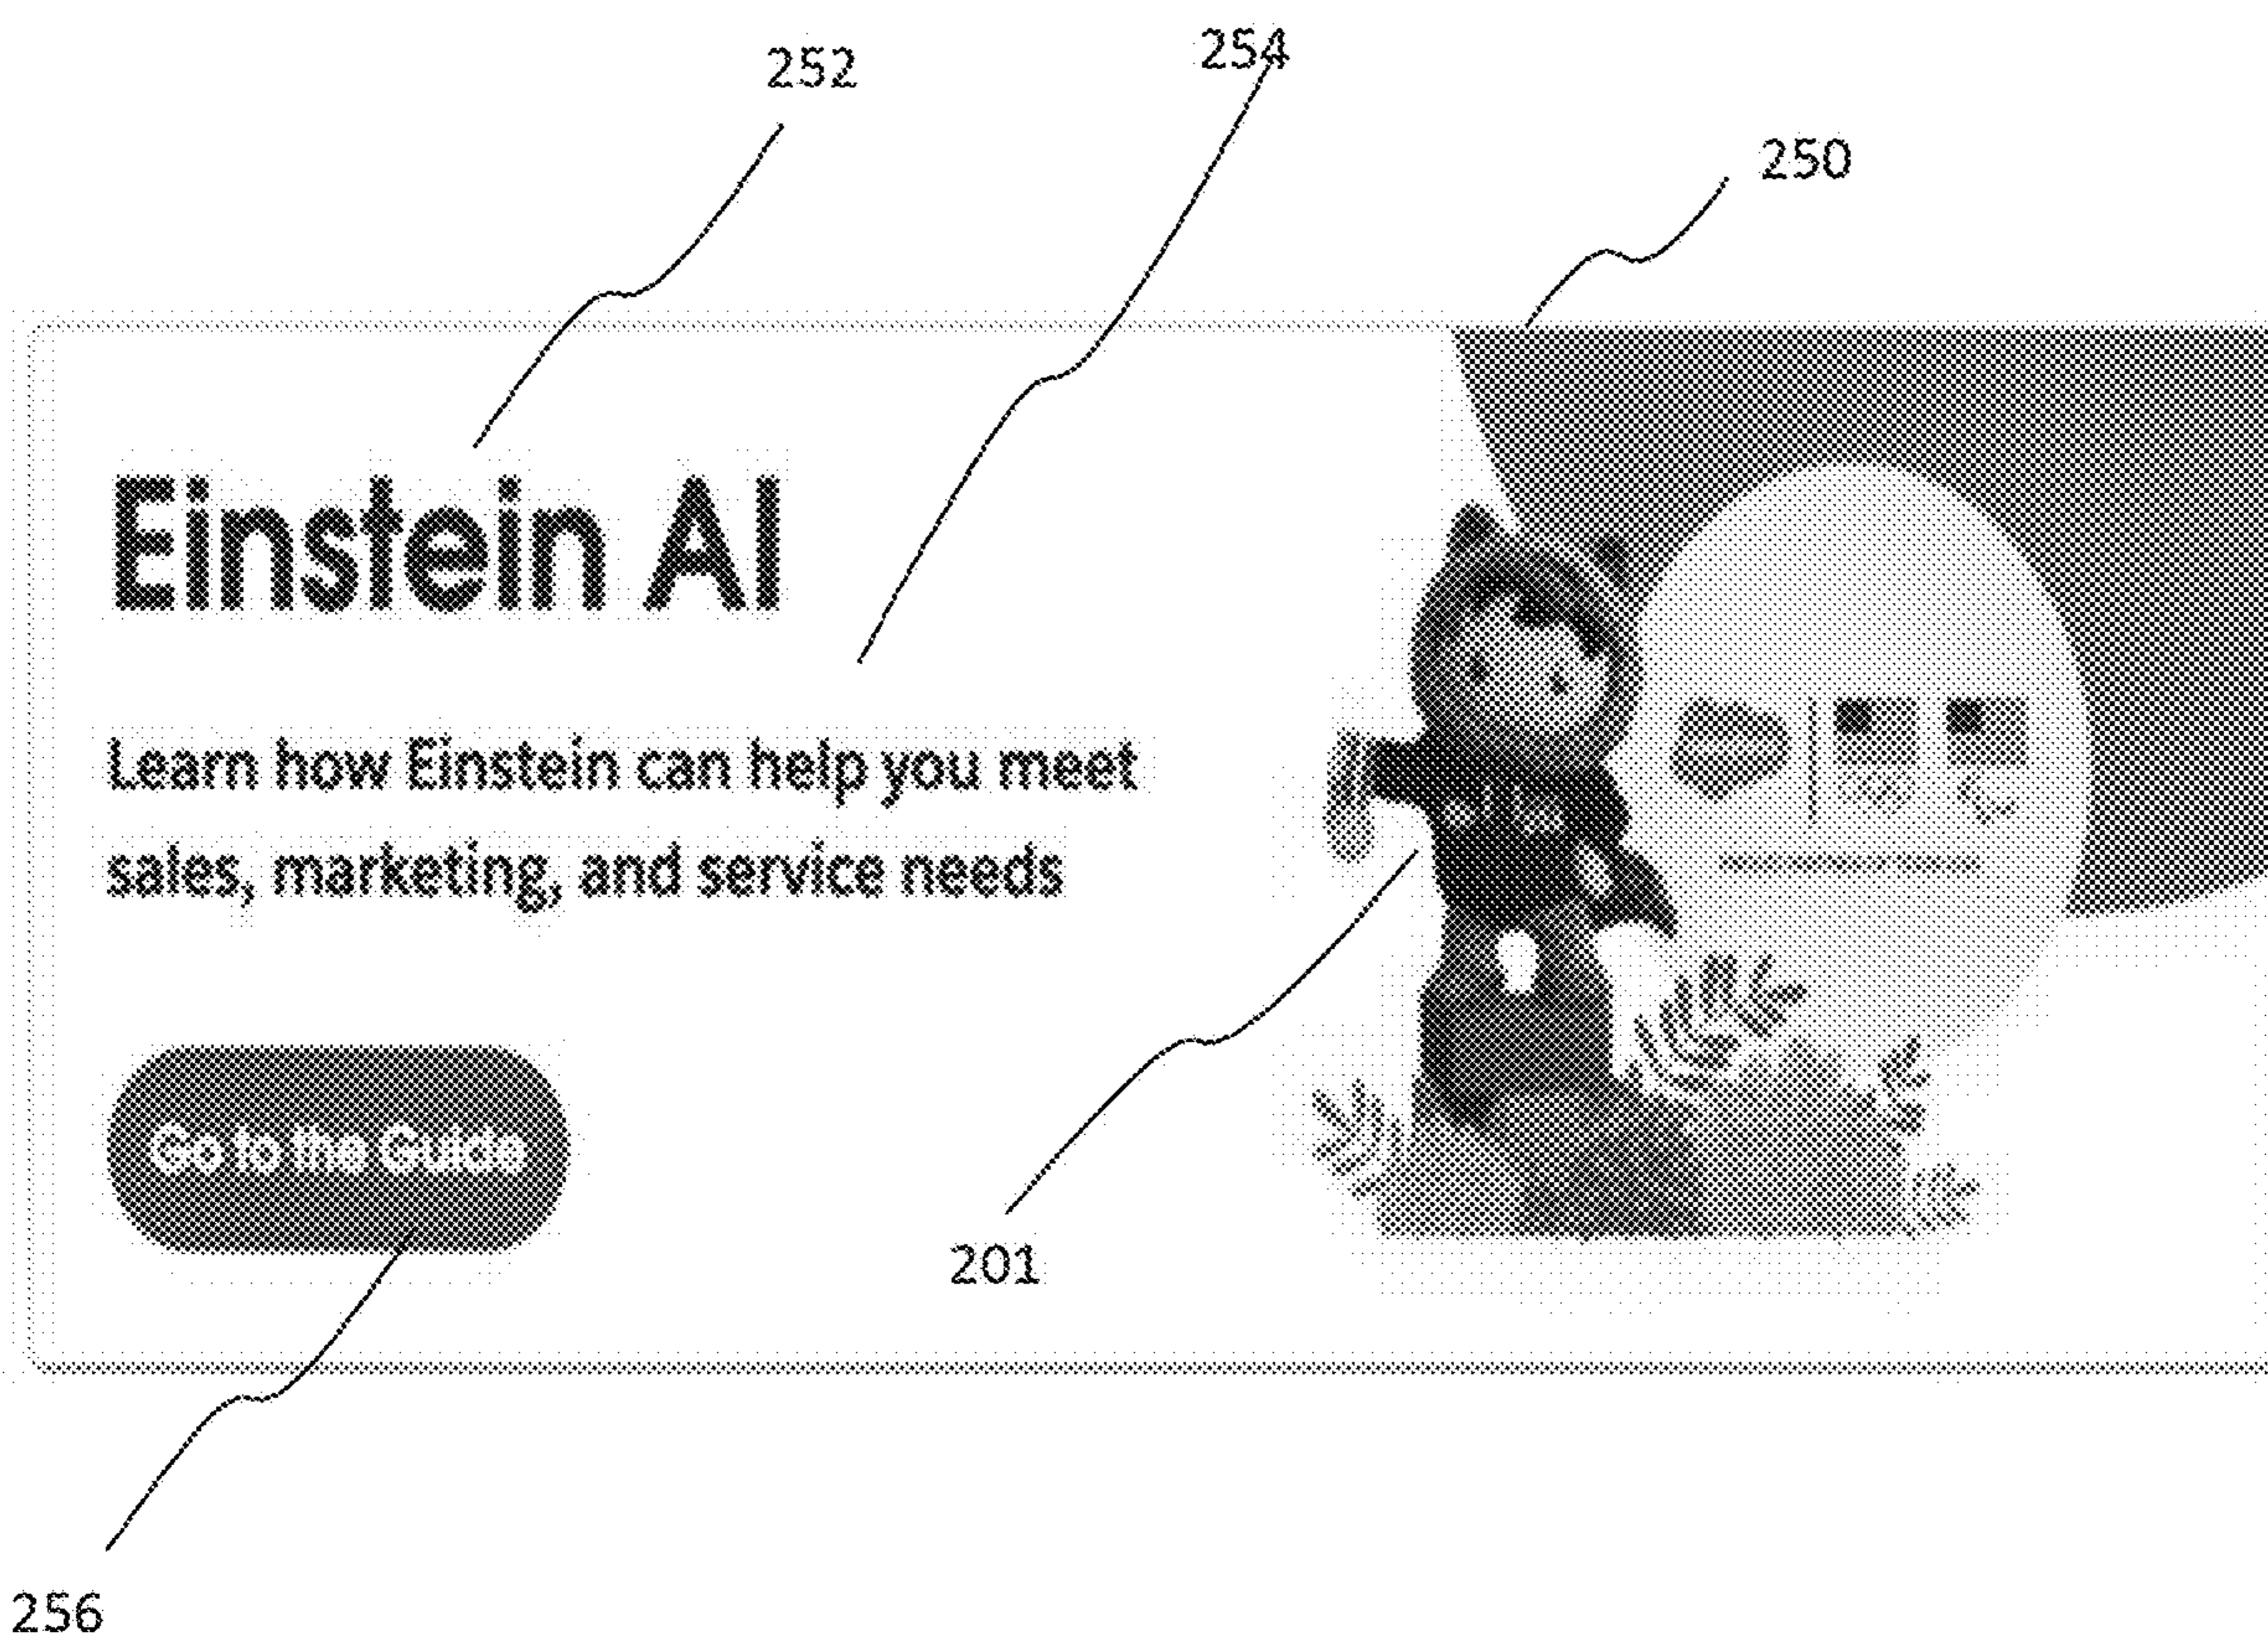 252
254
250
Einstein AI
Learn how Einstein can help you meet
sales, marketing, and service needs
Go to the Guide
201
256